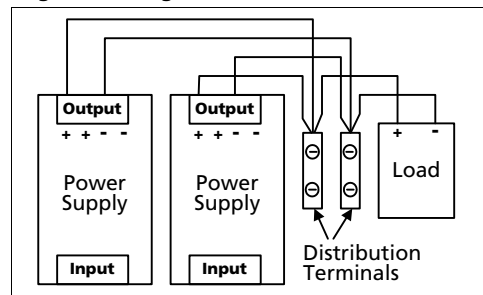 Output
+ + - -
Power
Supply
Input
Output
+ + - -
Power
Supply
Input
+ -
Load
Distribution
Terminals